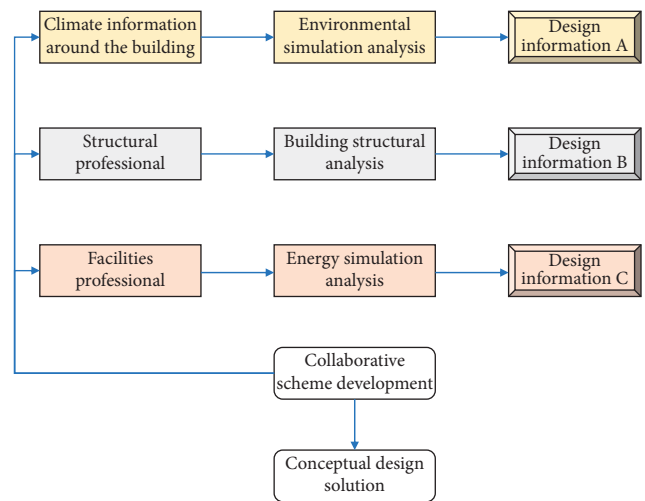 Climate information
around the building
Environmental
simulation analysis
Design
information A
Structural
professional
Building structural
analysis
Design
information B
Facilities
professional
Energy simulation
analysis
Design
information C
Collaborative
scheme development
Conceptual design
solution